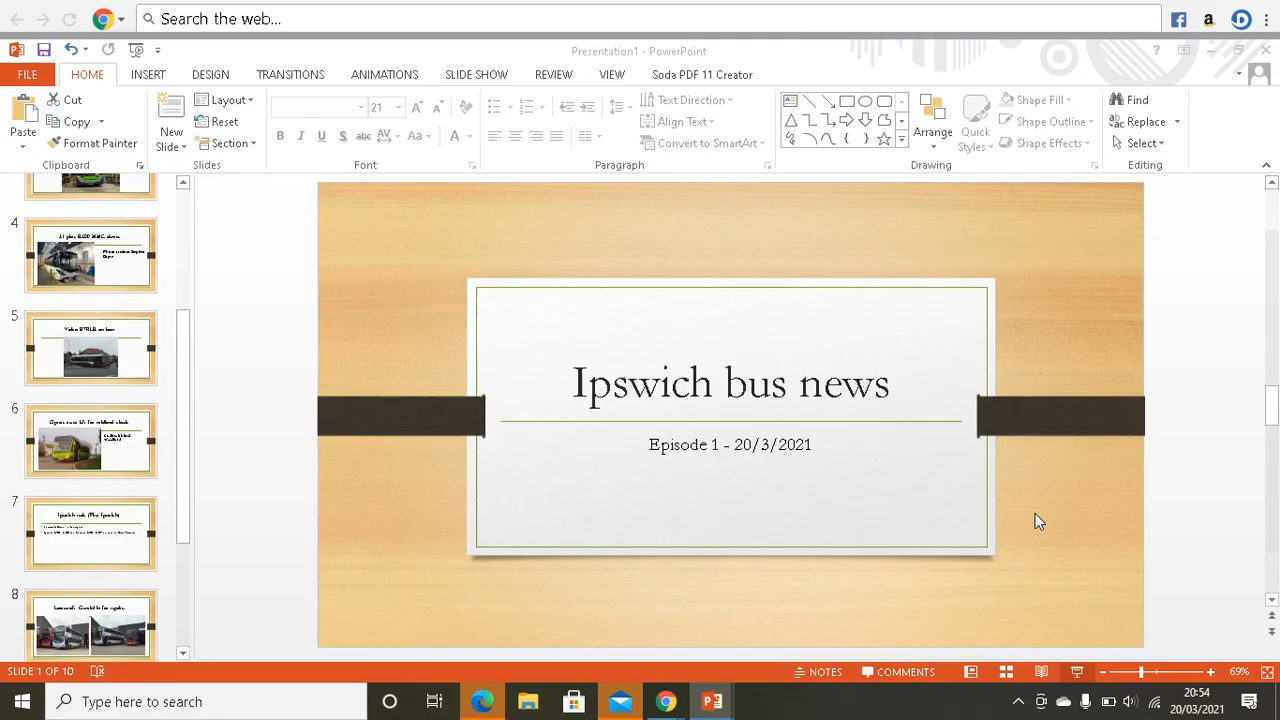 Search the web...
Presentation1 - PowerPoint
FILE HOME INSERT DESIGN TRANSITIONS ANIMATIONS SLIDE SHOW REVIEW VIEW Soda PDF 11 Creator
Paste
Cut
Copy
Format Painter
Clipboard
New
Slide
Layout
Reset
Section
Slides
21
B I U S abc AV Aa A
Font
Text Direction
Align Text
Convert to SmartArt
Paragraph
Arrange
Quick
Styles
Shape Fill
Shape Outline
Shape Effects
Drawing
Find
Replace
Select
Editing
4
5
6
7
8
Ipswich bus news
Episode 1 - 20/3/2021
SLIDE 1 OF 10
NOTES
COMMENTS
69%
Type here to search
20:54
20/03/2021